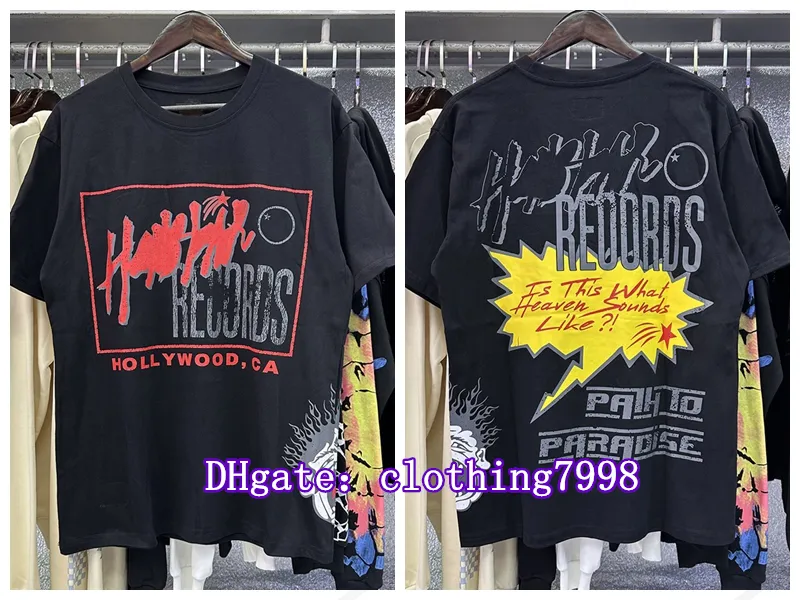 RECORDS
HOLLYWOOD, CA
RECORDS
Is This What
Heaven Sounds
Like?!
PATH TO
PARADISE
DHgate: clothing7998